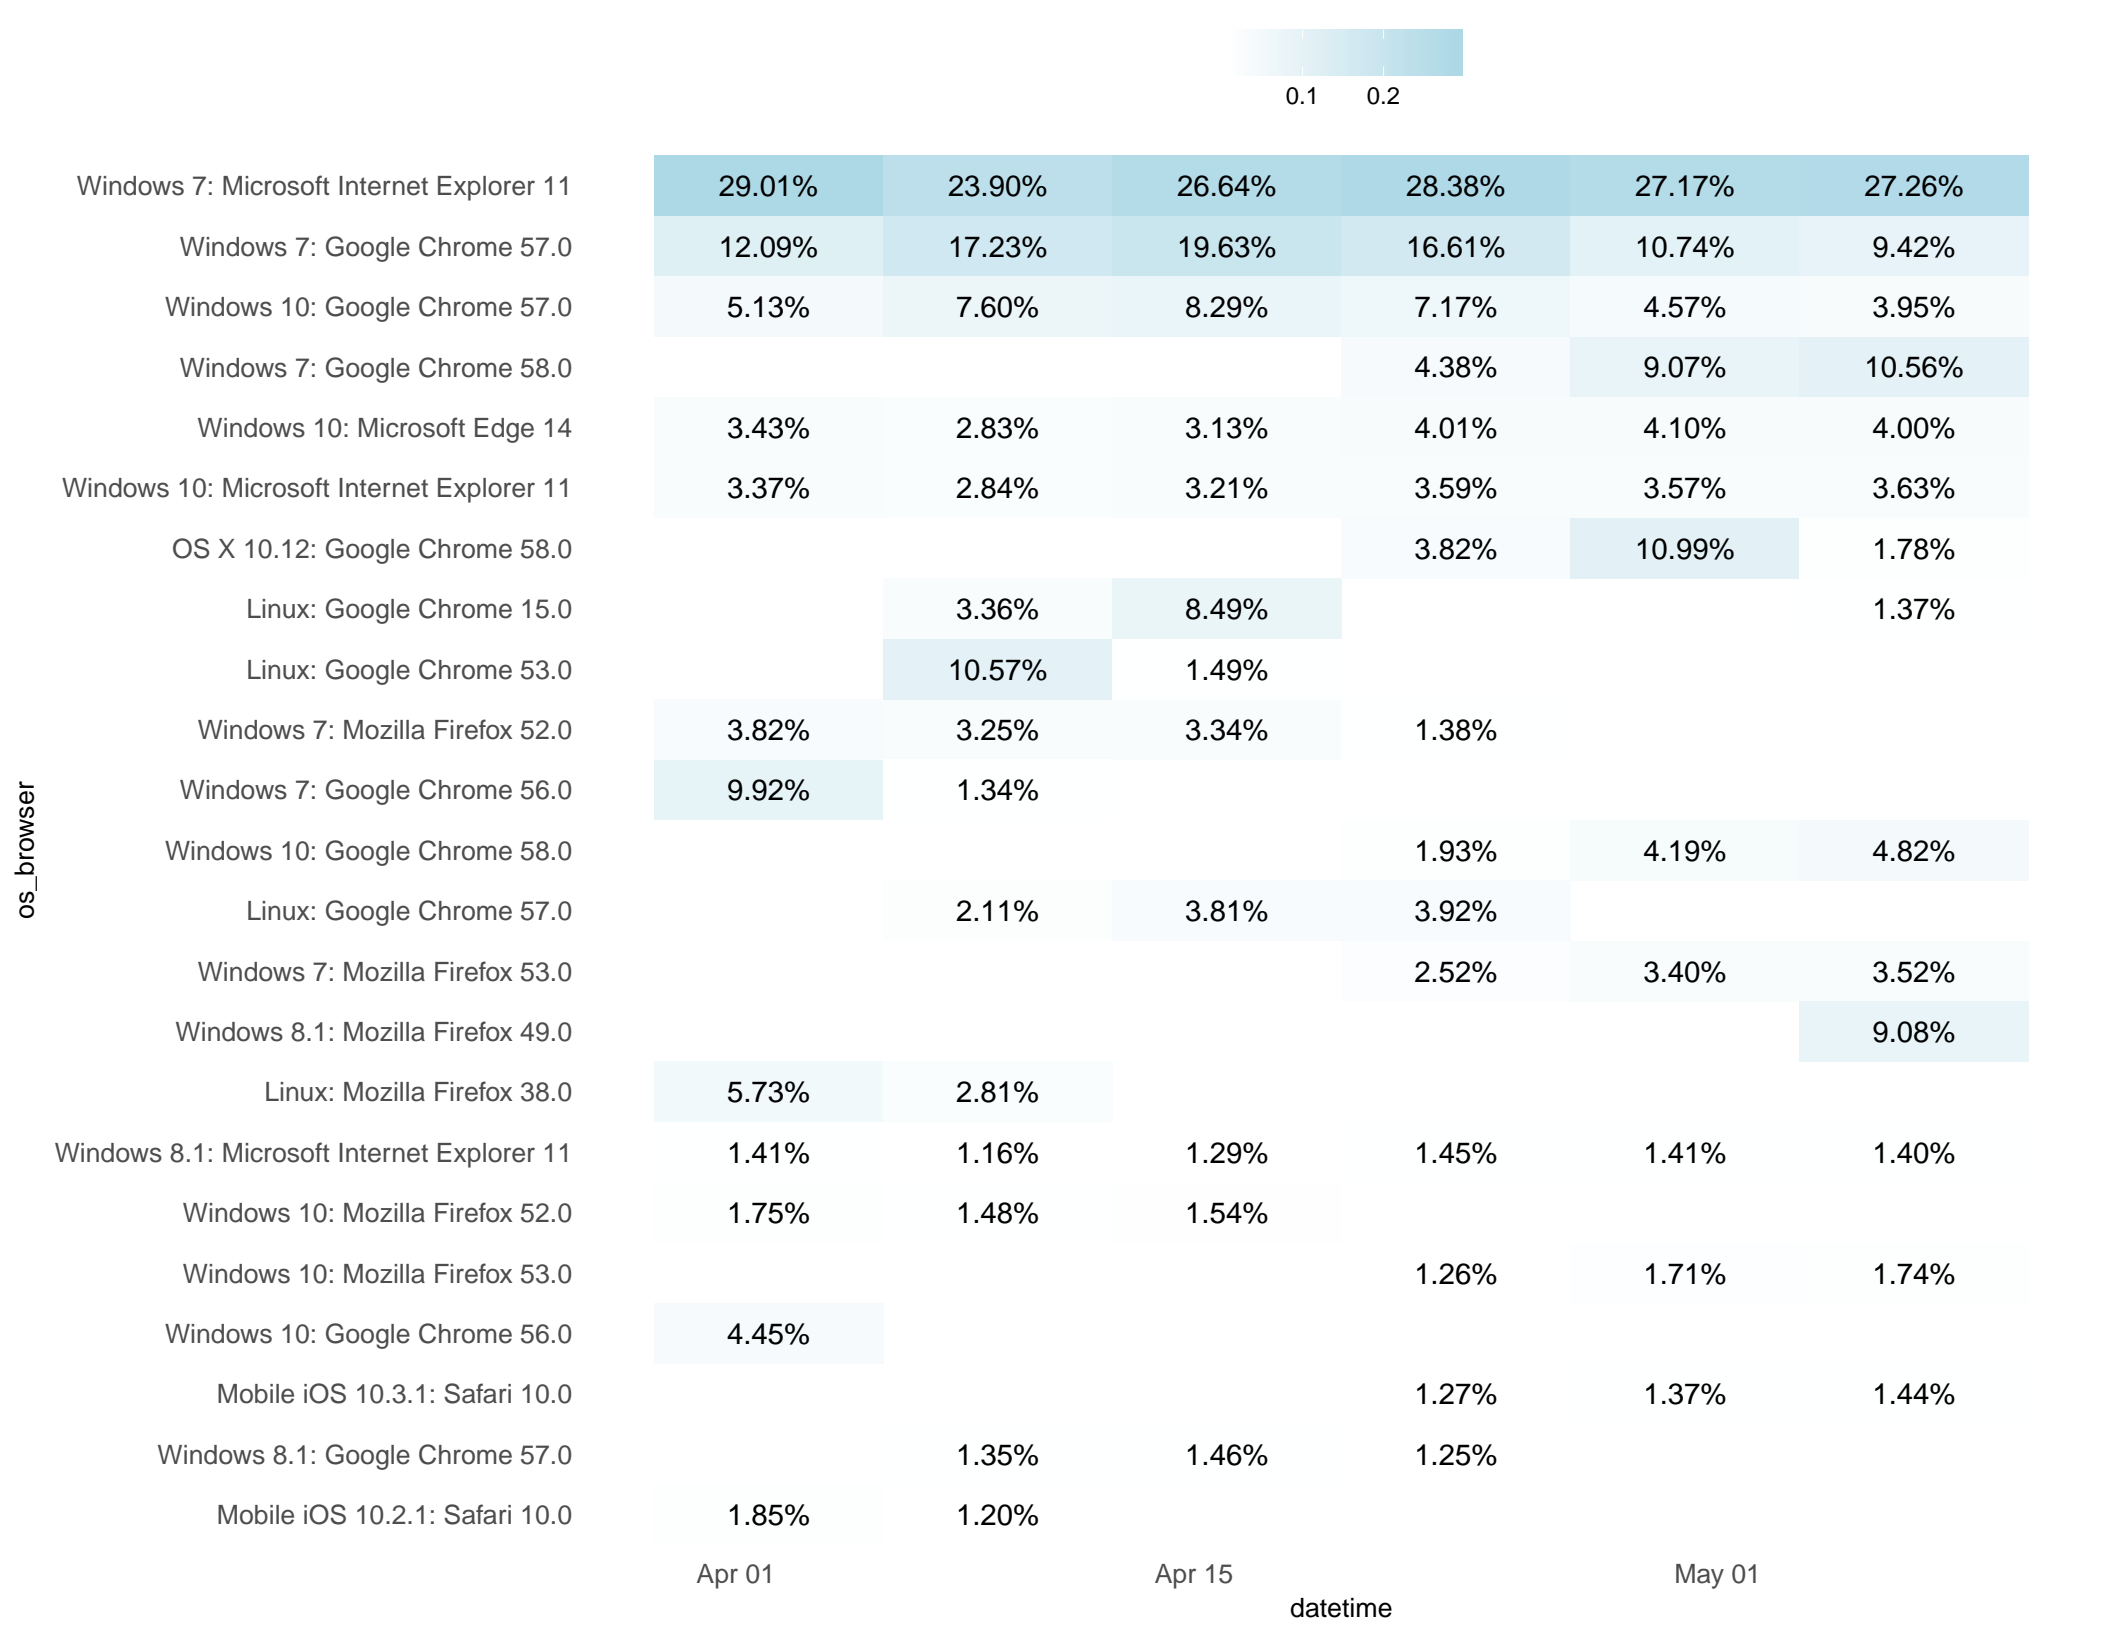 0.1 0.2
Windows 7: Microsoft Internet Explorer 11 29.01% 23.90% 26.64% 28.38% 27.17% 27.26%
Windows 7: Google Chrome 57.0 12.09% 17.23% 19.63% 16.61% 10.74% 9.42%
Windows 10: Google Chrome 57.0 5.13% 7.60% 8.29% 7.17% 4.57% 3.95%
Windows 7: Google Chrome 58.0 4.38% 9.07% 10.56%
Windows 10: Microsoft Edge 14 3.43% 2.83% 3.13% 4.01% 4.10% 4.00%
Windows 10: Microsoft Internet Explorer 11 3.37% 2.84% 3.21% 3.59% 3.57% 3.63%
OS X 10.12: Google Chrome 58.0 3.82% 10.99% 1.78%
Linux: Google Chrome 15.0 3.36% 8.49% 1.37%
Linux: Google Chrome 53.0 10.57% 1.49%
Windows 7: Mozilla Firefox 52.0 3.82% 3.25% 3.34% 1.38%
Windows 7: Google Chrome 56.0 9.92% 1.34%
Windows 10: Google Chrome 58.0 1.93% 4.19% 4.82%
Linux: Google Chrome 57.0 2.11% 3.81% 3.92%
Windows 7: Mozilla Firefox 53.0 2.52% 3.40% 3.52%
Windows 8.1: Mozilla Firefox 49.0 9.08%
Linux: Mozilla Firefox 38.0 5.73% 2.81%
Windows 8.1: Microsoft Internet Explorer 11 1.41% 1.16% 1.29% 1.45% 1.41% 1.40%
Windows 10: Mozilla Firefox 52.0 1.75% 1.48% 1.54%
Windows 10: Mozilla Firefox 53.0 1.26% 1.71% 1.74%
Windows 10: Google Chrome 56.0 4.45%
Mobile iOS 10.3.1: Safari 10.0 1.27% 1.37% 1.44%
Windows 8.1: Google Chrome 57.0 1.35% 1.46% 1.25%
Mobile iOS 10.2.1: Safari 10.0 1.85% 1.20%
os_browser
Apr 01 Apr 15 May 01
datetime